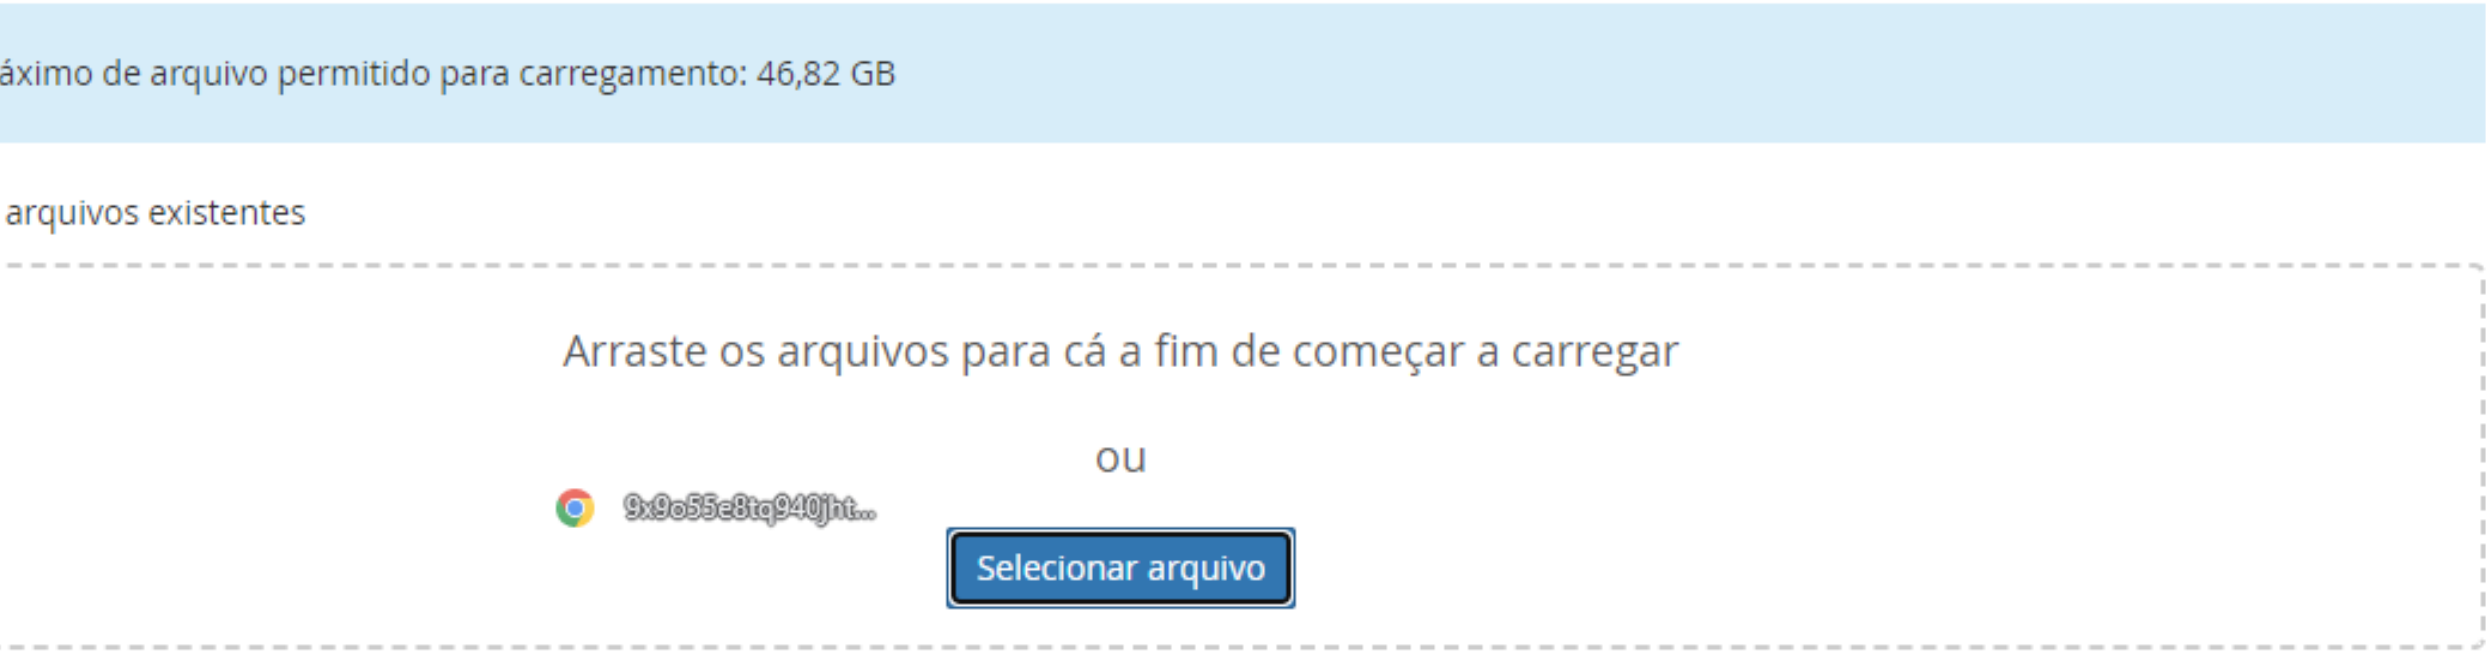 áximo de arquivo permitido para carregamento: 46,82 GB
arquivos existentes
Arraste os arquivos para cá a fim de começar a carregar
ou
9x9o55e8tq940jht...
Selecionar arquivo